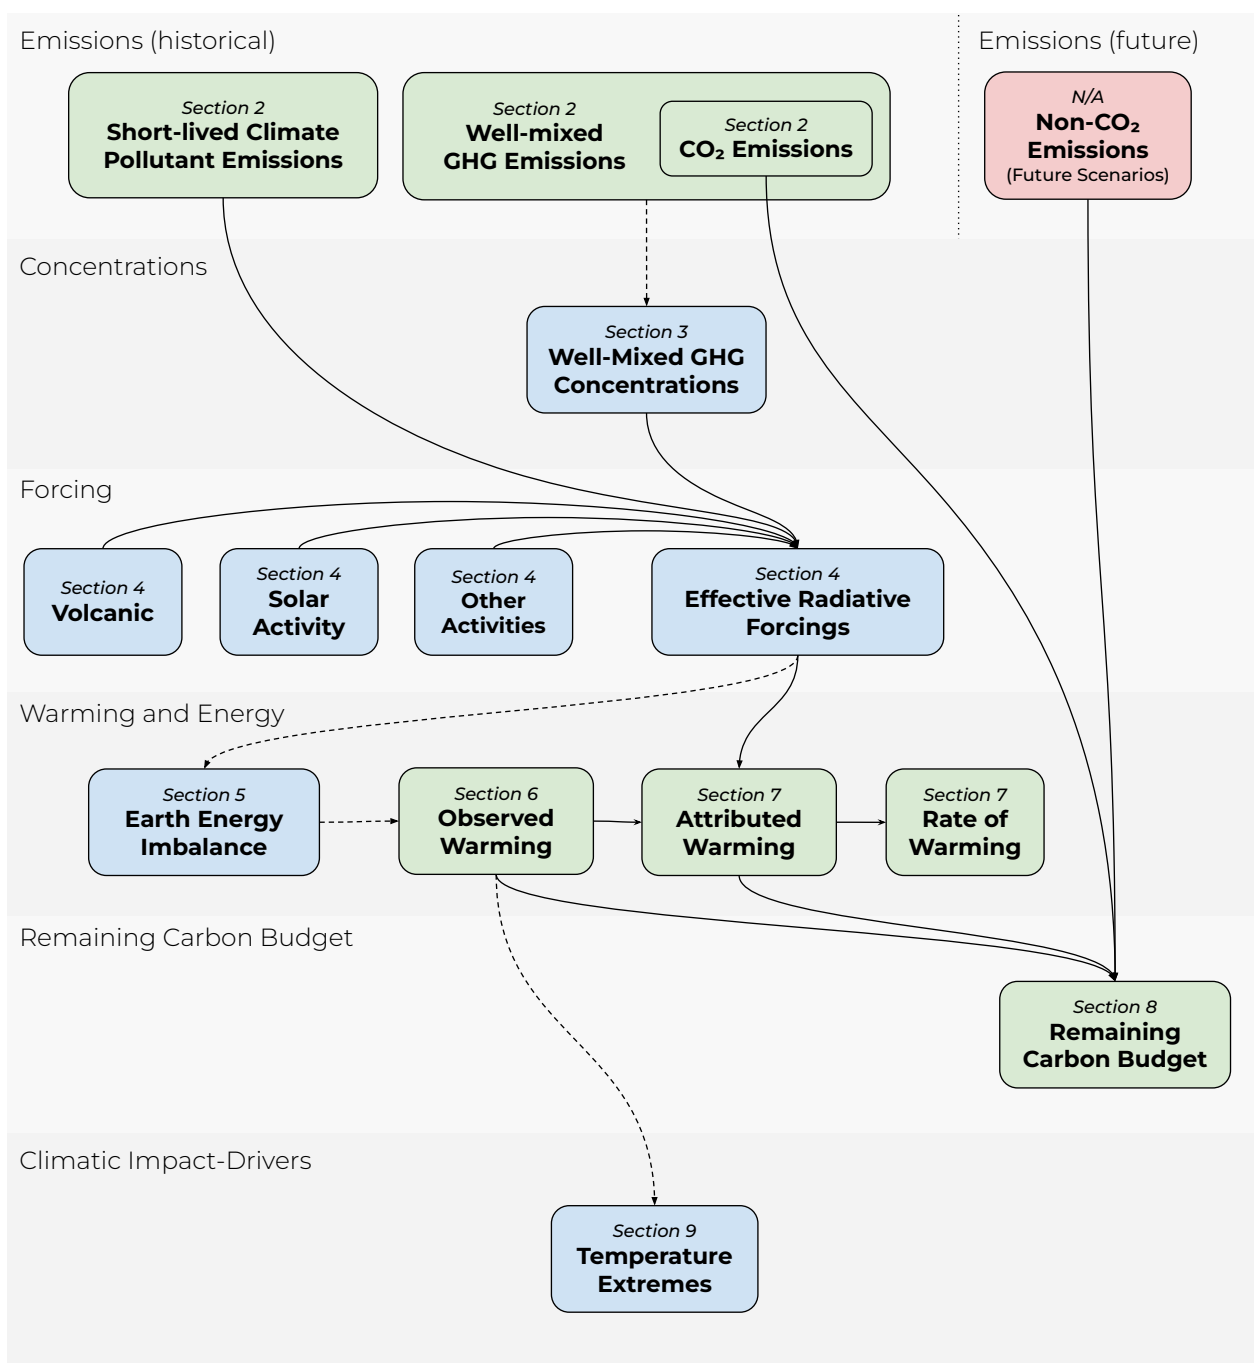 Emissions (historical)
Emissions (future)
Section 2
Short-lived Climate
Pollutant Emissions
Section 2
Well-mixed
GHG Emissions
Section 2
CO₂ Emissions
N/A
Non-CO₂
Emissions
(Future Scenarios)
Concentrations
Section 3
Well-Mixed GHG
Concentrations
Forcing
Section 4
Volcanic
Section 4
Solar
Activity
Section 4
Other
Activities
Section 4
Effective Radiative
Forcings
Warming and Energy
Section 5
Earth Energy
Imbalance
Section 6
Observed
Warming
Section 7
Attributed
Warming
Section 7
Rate of
Warming
Remaining Carbon Budget
Section 8
Remaining
Carbon Budget
Climatic Impact-Drivers
Section 9
Temperature
Extremes